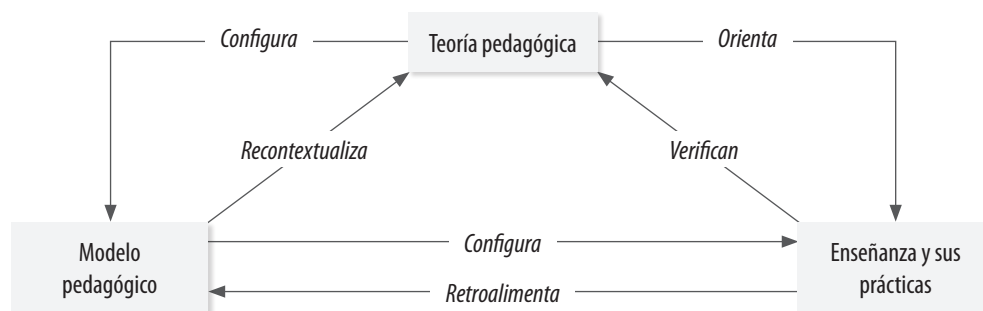 Configura
Teoría pedagógica
Orienta
Recontextualiza
Verifican
Modelo
pedagógico
Configura
Enseñanza y sus
prácticas
Retroalimenta